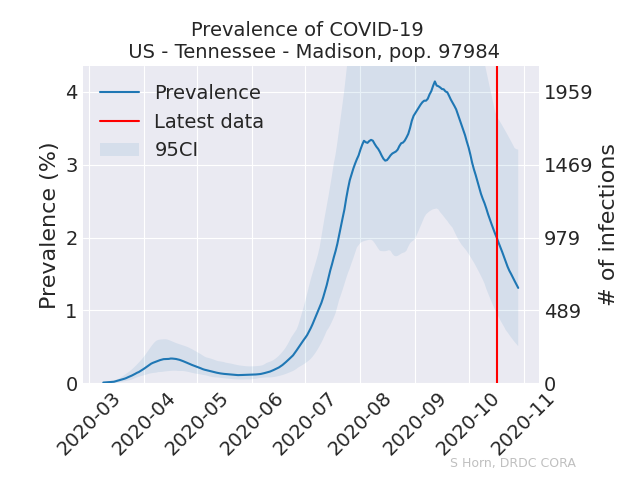 Prevalence of COVID-19
US - Tennessee - Madison, pop. 97984
Prevalence
Latest data
95CI
Prevalence (%)
4
3
2
1
0
1959
1469
979
489
0
# of infections
2020-03
2020-04
2020-05
2020-06
2020-07
2020-08
2020-09
2020-10
2020-11
S Horn, DRDC CORA